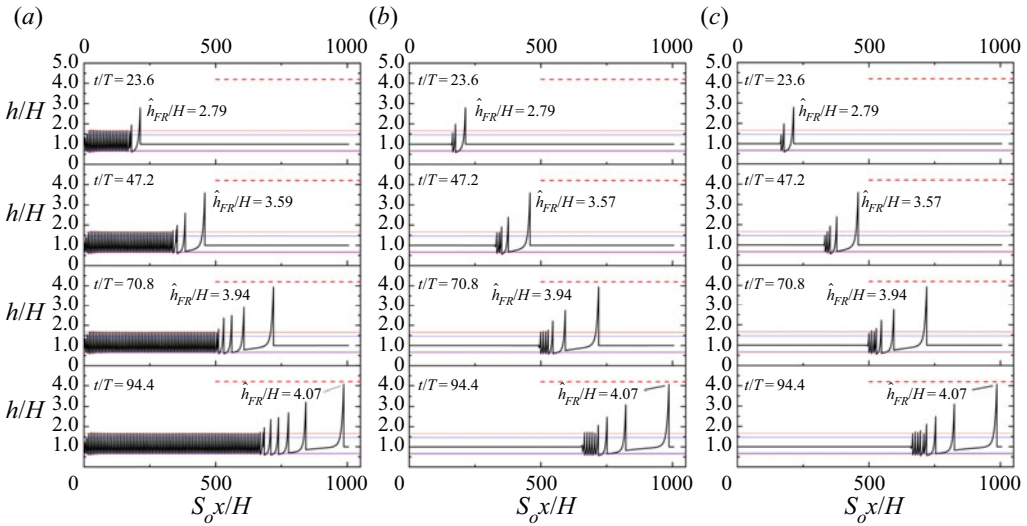 (a) (b) (c)
0 500 1000 0 500 1000 0 500 1000
5.0 4.0 3.0 2.0 1.0 0
h/H
t/T = 23.6
ĥ_FR/H = 2.79
t/T = 23.6
ĥ_FR/H = 2.79
t/T = 23.6
ĥ_FR/H = 2.79
4.0 3.0 2.0 1.0 0
h/H
t/T = 47.2
ĥ_FR/H = 3.59
t/T = 47.2
ĥ_FR/H = 3.57
t/T = 47.2
ĥ_FR/H = 3.57
4.0 3.0 2.0 1.0 0
h/H
t/T = 70.8
ĥ_FR/H = 3.94
t/T = 70.8
ĥ_FR/H = 3.94
t/T = 70.8
ĥ_FR/H = 3.94
4.0 3.0 2.0 1.0
h/H
t/T = 94.4
ĥ_FR/H = 4.07
t/T = 94.4
ĥ_FR/H = 4.07
t/T = 94.4
ĥ_FR/H = 4.07
0 500 1000 0 500 1000 0 500 1000
S_o x/H S_o x/H S_o x/H